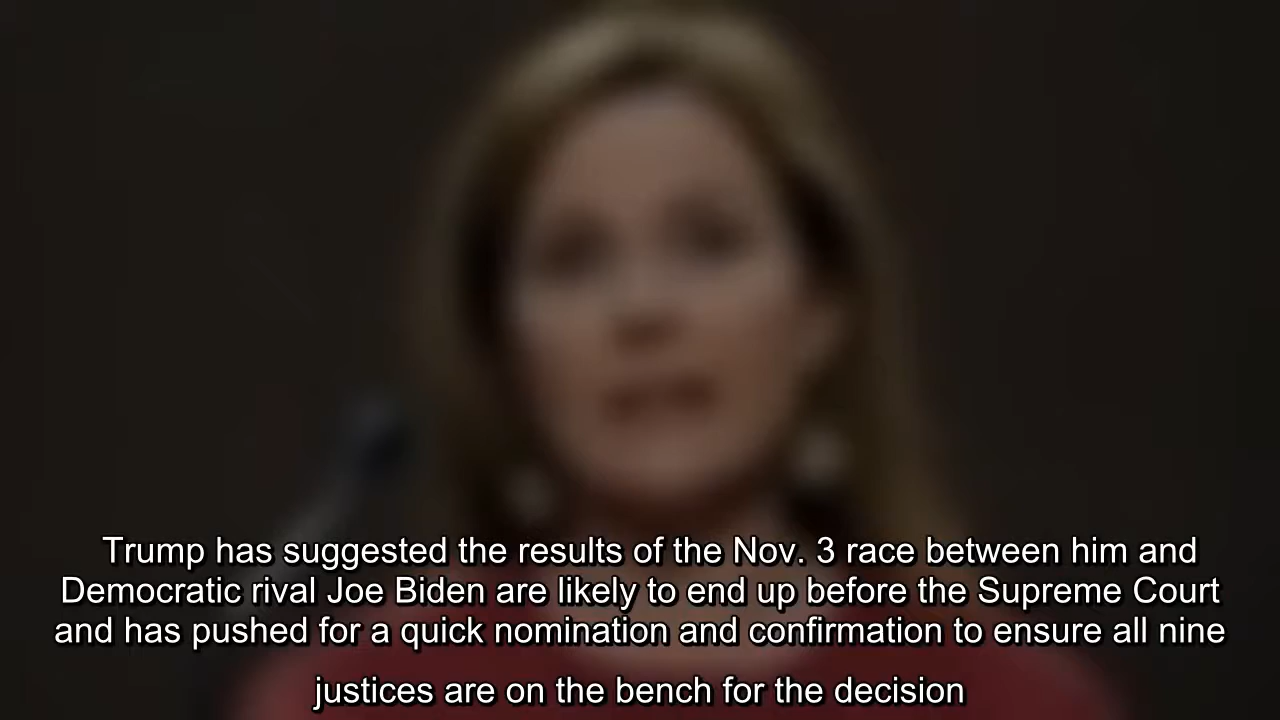 Trump has suggested the results of the Nov. 3 race between him and
Democratic rival Joe Biden are likely to end up before the Supreme Court
and has pushed for a quick nomination and confirmation to ensure all nine
justices are on the bench for the decision